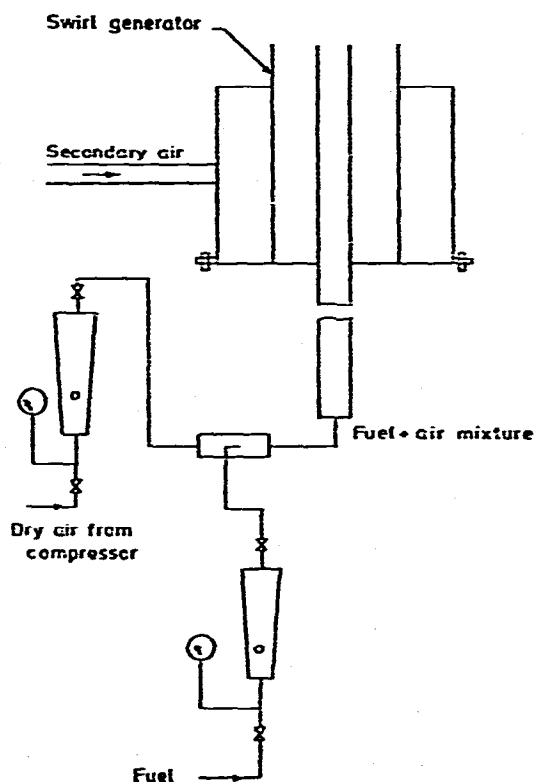 Swirl generator
Secondary air
Fuel + air mixture
Dry air from
compresser
Fuel